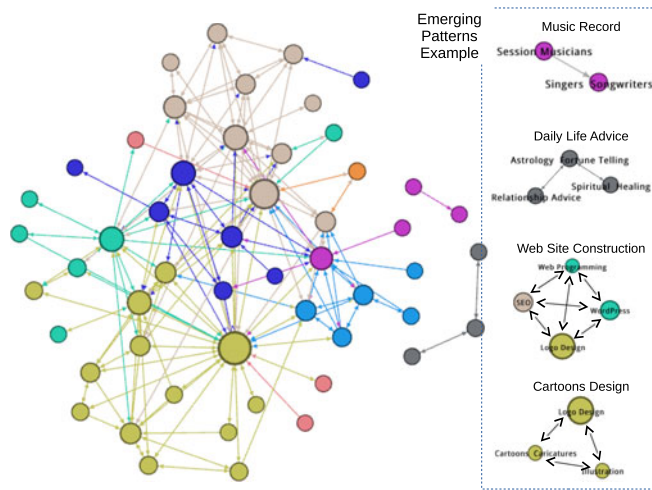 Emerging
Patterns
Example
Music Record
Session Musicians
Singers Songwriters
Daily Life Advice
Astrology Fortune Telling
Spiritual Healing
Relationship Advice
Web Site Construction
Web Programming
SEO
WordPress
Logo Design
Cartoons Design
Logo Design
Cartoons Caricatures
Illustration